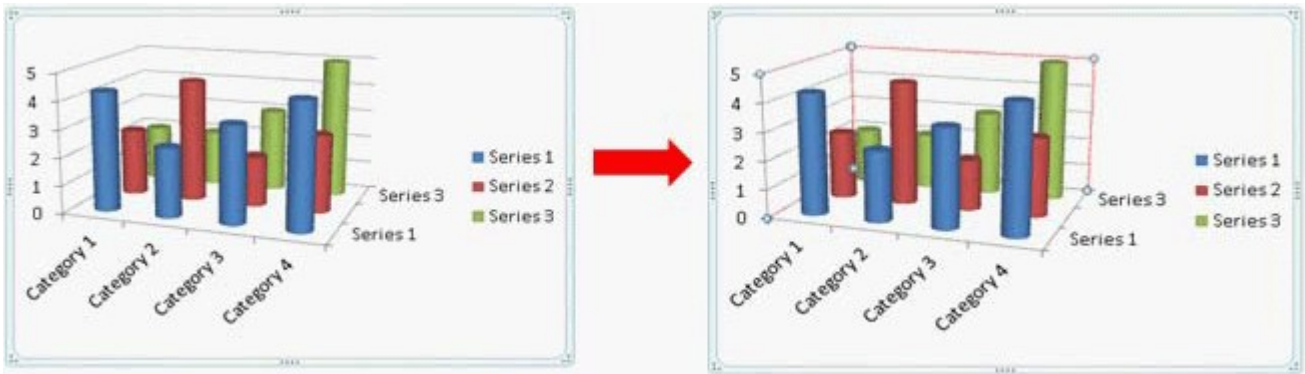 5
4
3
2
1
0
Category 1
Category 2
Category 3
Category 4
Series 3
Series 1
Series 1
Series 2
Series 3
5
4
3
2
1
0
Category 1
Category 2
Category 3
Category 4
Series 3
Series 1
Series 1
Series 2
Series 3